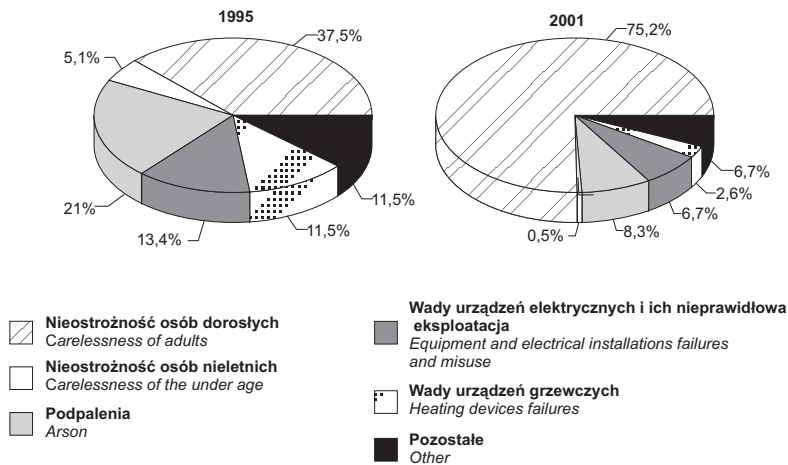 1995
37,5%
5,1%
21%
13,4%
11,5%
11,5%
2001
75,2%
6,7%
2,6%
6,7%
8,3%
0,5%
Nieostrożność osób dorosłych
Carelessness of adults
Nieostrożność osób nieletnich
Carelessness of the under age
Podpalenia
Arson
Wady urządzeń elektrycznych i ich nieprawidłowa
eksploatacja
Equipment and electrical installations failures
and misuse
Wady urządzeń grzewczych
Heating devices failures
Pozostałe
Other